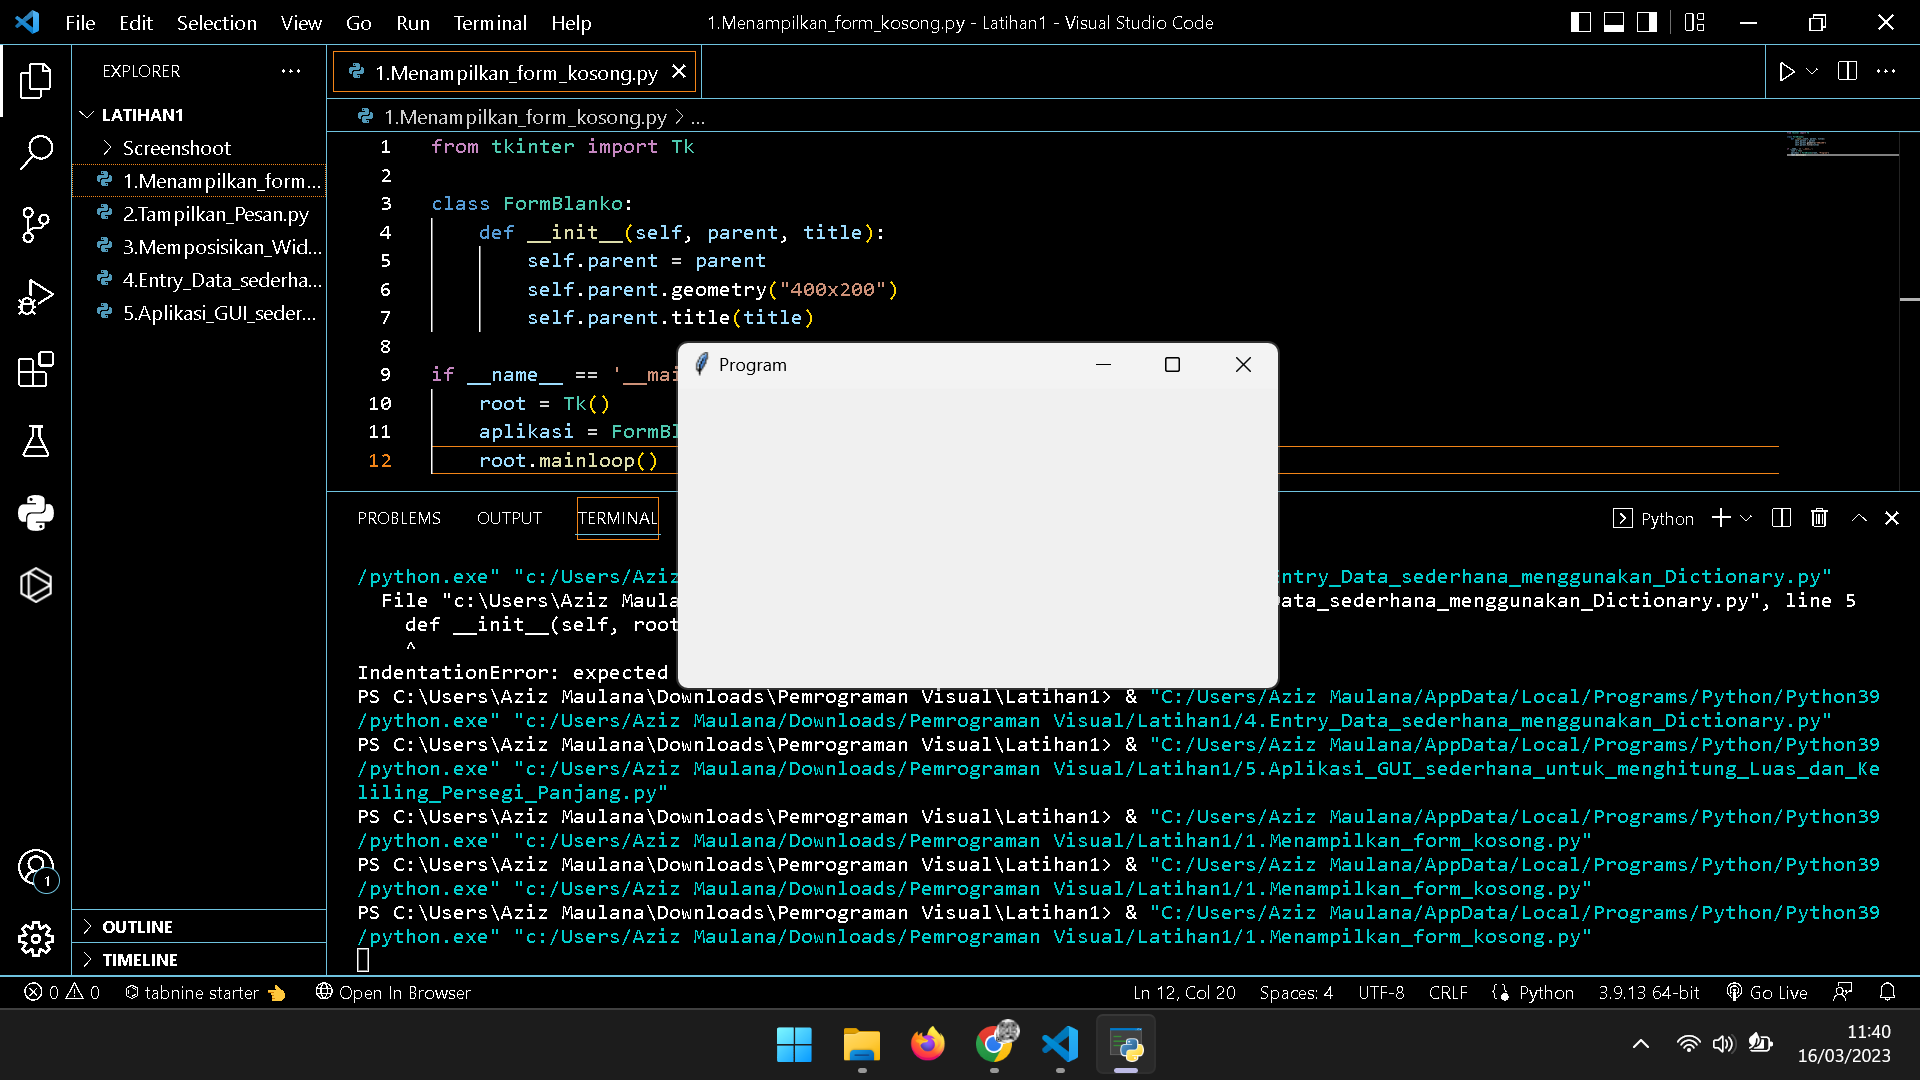 File Edit Selection View Go Run Terminal Help 1.Menampilkan_form_kosong.py - Latihan1 - Visual Studio Code
EXPLORER
LATIHAN1
Screenshoot
1.Menampilkan_form...
2.Tampilkan_Pesan.py
3.Memposisikan_Wid...
4.Entry_Data_sederha...
5.Aplikasi_GUI_seder...
OUTLINE
TIMELINE
1
1.Menampilkan_form_kosong.py
1.Menampilkan_form_kosong.py > ...
1 from tkinter import Tk
2
3 class FormBlanko:
4 def __init__(self, parent, title):
5 self.parent = parent
6 self.parent.geometry("400x200")
7 self.parent.title(title)
8
9 if __name__ == '__mai
10 root = Tk()
11 aplikasi = FormBl
12 root.mainloop()
Program
PROBLEMS OUTPUT TERMINAL
Python
/python.exe" "c:/Users/Aziz ntry_Data_sederhana_menggunakan_Dictionary.py"
File "c:\Users\Aziz Maula ata_sederhana_menggunakan_Dictionary.py", line 5
def __init__(self, root
^
IndentationError: expected
PS C:\Users\Aziz Maulana\Downloads\Pemrograman Visual\Latihan1> & "C:/Users/Aziz Maulana/AppData/Local/Programs/Python/Python39
/python.exe" "c:/Users/Aziz Maulana/Downloads/Pemrograman Visual/Latihan1/4.Entry_Data_sederhana_menggunakan_Dictionary.py"
PS C:\Users\Aziz Maulana\Downloads\Pemrograman Visual\Latihan1> & "C:/Users/Aziz Maulana/AppData/Local/Programs/Python/Python39
/python.exe" "c:/Users/Aziz Maulana/Downloads/Pemrograman Visual/Latihan1/5.Aplikasi_GUI_sederhana_untuk_menghitung_Luas_dan_Ke
liling_Persegi_Panjang.py"
PS C:\Users\Aziz Maulana\Downloads\Pemrograman Visual\Latihan1> & "C:/Users/Aziz Maulana/AppData/Local/Programs/Python/Python39
/python.exe" "c:/Users/Aziz Maulana/Downloads/Pemrograman Visual/Latihan1/1.Menampilkan_form_kosong.py"
PS C:\Users\Aziz Maulana\Downloads\Pemrograman Visual\Latihan1> & "C:/Users/Aziz Maulana/AppData/Local/Programs/Python/Python39
/python.exe" "c:/Users/Aziz Maulana/Downloads/Pemrograman Visual/Latihan1/1.Menampilkan_form_kosong.py"
PS C:\Users\Aziz Maulana\Downloads\Pemrograman Visual\Latihan1> & "C:/Users/Aziz Maulana/AppData/Local/Programs/Python/Python39
/python.exe" "c:/Users/Aziz Maulana/Downloads/Pemrograman Visual/Latihan1/1.Menampilkan_form_kosong.py"
0 0 tabnine starter Open In Browser Ln 12, Col 20 Spaces: 4 UTF-8 CRLF Python 3.9.13 64-bit Go Live
11:40
16/03/2023